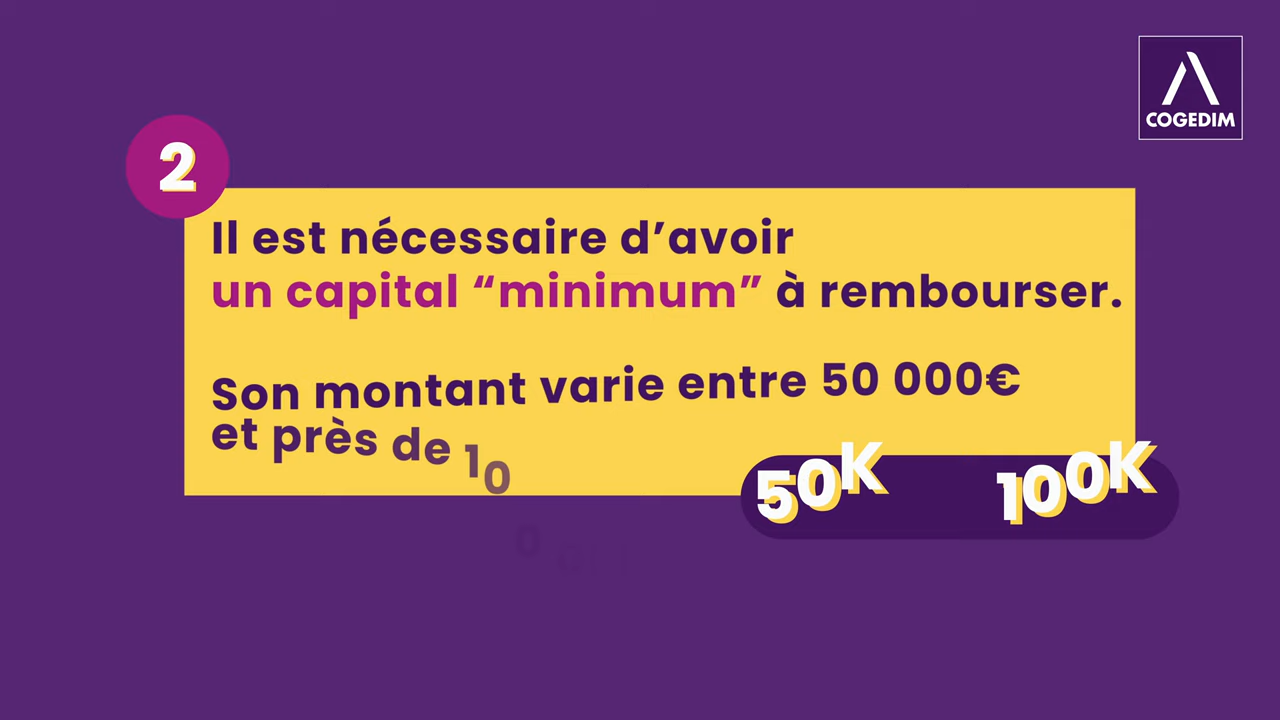 COGEDIM
2
Il est nécessaire d’avoir
un capital “minimum” à rembourser.
Son montant varie entre 50 000€
et près de 10
50K 100K